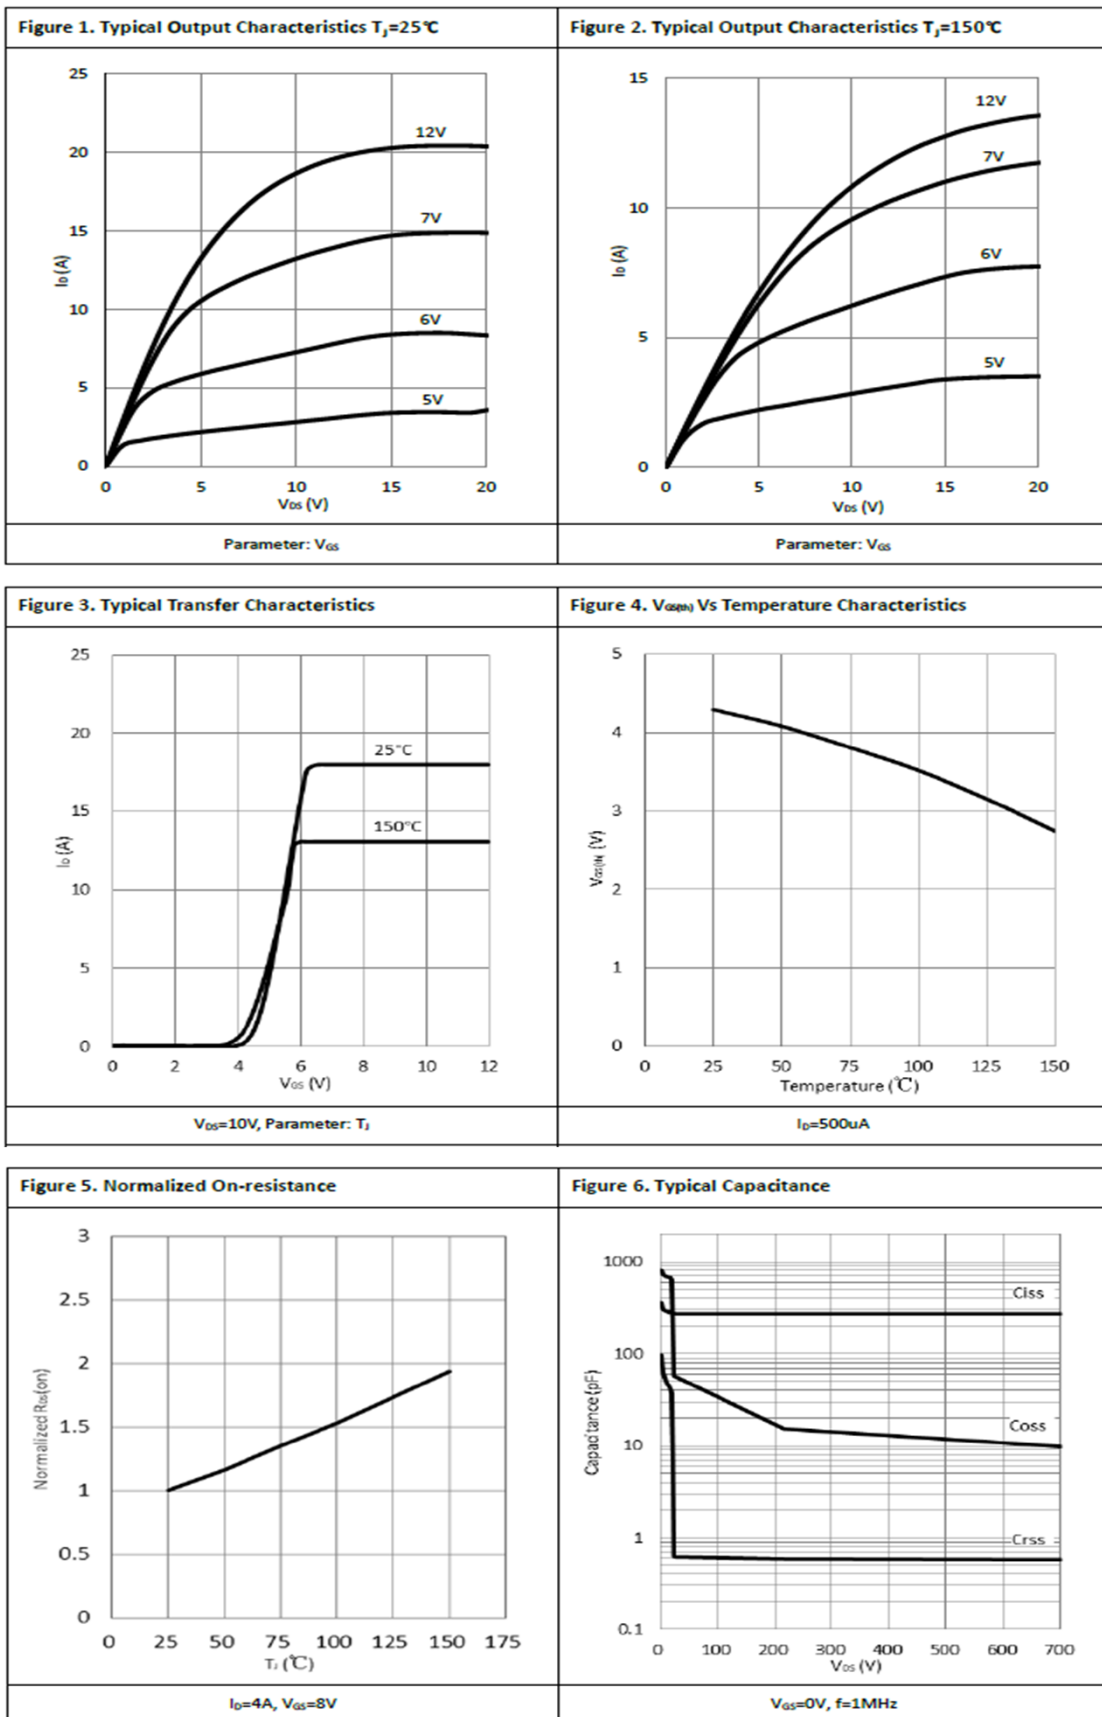 Figure 1. Typical Output Characteristics TJ=25℃
25
20
15
10
5
0
ID (A)
12V
7V
6V
5V
0 5 10 15 20
VDS (V)
Parameter: VGS
Figure 2. Typical Output Characteristics TJ=150℃
15
10
5
0
ID (A)
12V
7V
6V
5V
0 5 10 15 20
VDS (V)
Parameter: VGS
Figure 3. Typical Transfer Characteristics
25
20
15
10
5
0
ID (A)
25°C
150°C
0 2 4 6 8 10 12
VGS (V)
VDS=10V, Parameter: TJ
Figure 4. VGS(th) Vs Temperature Characteristics
5
4
3
2
1
0
VGS(th) (V)
0 25 50 75 100 125 150
Temperature (℃)
ID=500uA
Figure 5. Normalized On-resistance
3
2.5
2
1.5
1
0.5
0
Normalized RDS(on)
0 25 50 75 100 125 150 175
TJ (℃)
ID=4A, VGS=8V
Figure 6. Typical Capacitance
1000
100
10
1
0.1
Capacitance (pF)
Ciss
Coss
Crss
0 100 200 300 400 500 600 700
VDS (V)
VGS=0V, f=1MHz